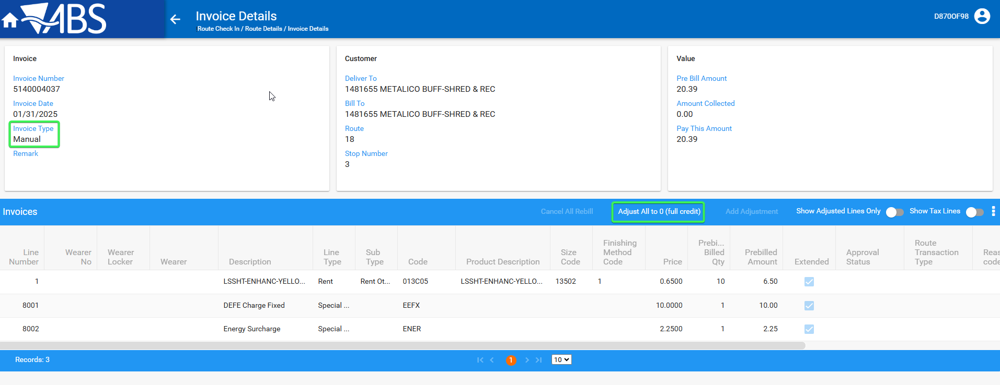 ABS
Invoice Details
Route Check In / Route Details / Invoice Details
D870OF98
Invoice
Invoice Number
5140004037
Invoice Date
01/31/2025
Invoice Type
Manual
Remark
Customer
Deliver To
1481655 METALICO BUFF-SHRED & REC
Bill To
1481655 METALICO BUFF-SHRED & REC
Route
18
Stop Number
3
Value
Pre Bill Amount
20.39
Amount Collected
0.00
Pay This Amount
20.39
Invoices
Cancel All Rebill
Adjust All to 0 (full credit)
Add Adjustment
Show Adjusted Lines Only
Show Tax Lines
Line Number
Wearer No
Wearer Locker
Wearer
Description
Line Type
Sub Type
Code
Product Description
Size Code
Finishing Method Code
Price
Prebi... Billed Qty
Prebilled Amount
Extended
Approval Status
Route Transaction Type
Reas code
1 LSSHT-ENHANC-YELLO... Rent Rent Ot... 013C05 LSSHT-ENHANC-YELLO... 13502 1 0.6500 10 6.50
8001 DEFE Charge Fixed Special ... EEFX 10.0000 1 10.00
8002 Energy Surcharge Special ... ENER 2.2500 1 2.25
Records: 3
1
10